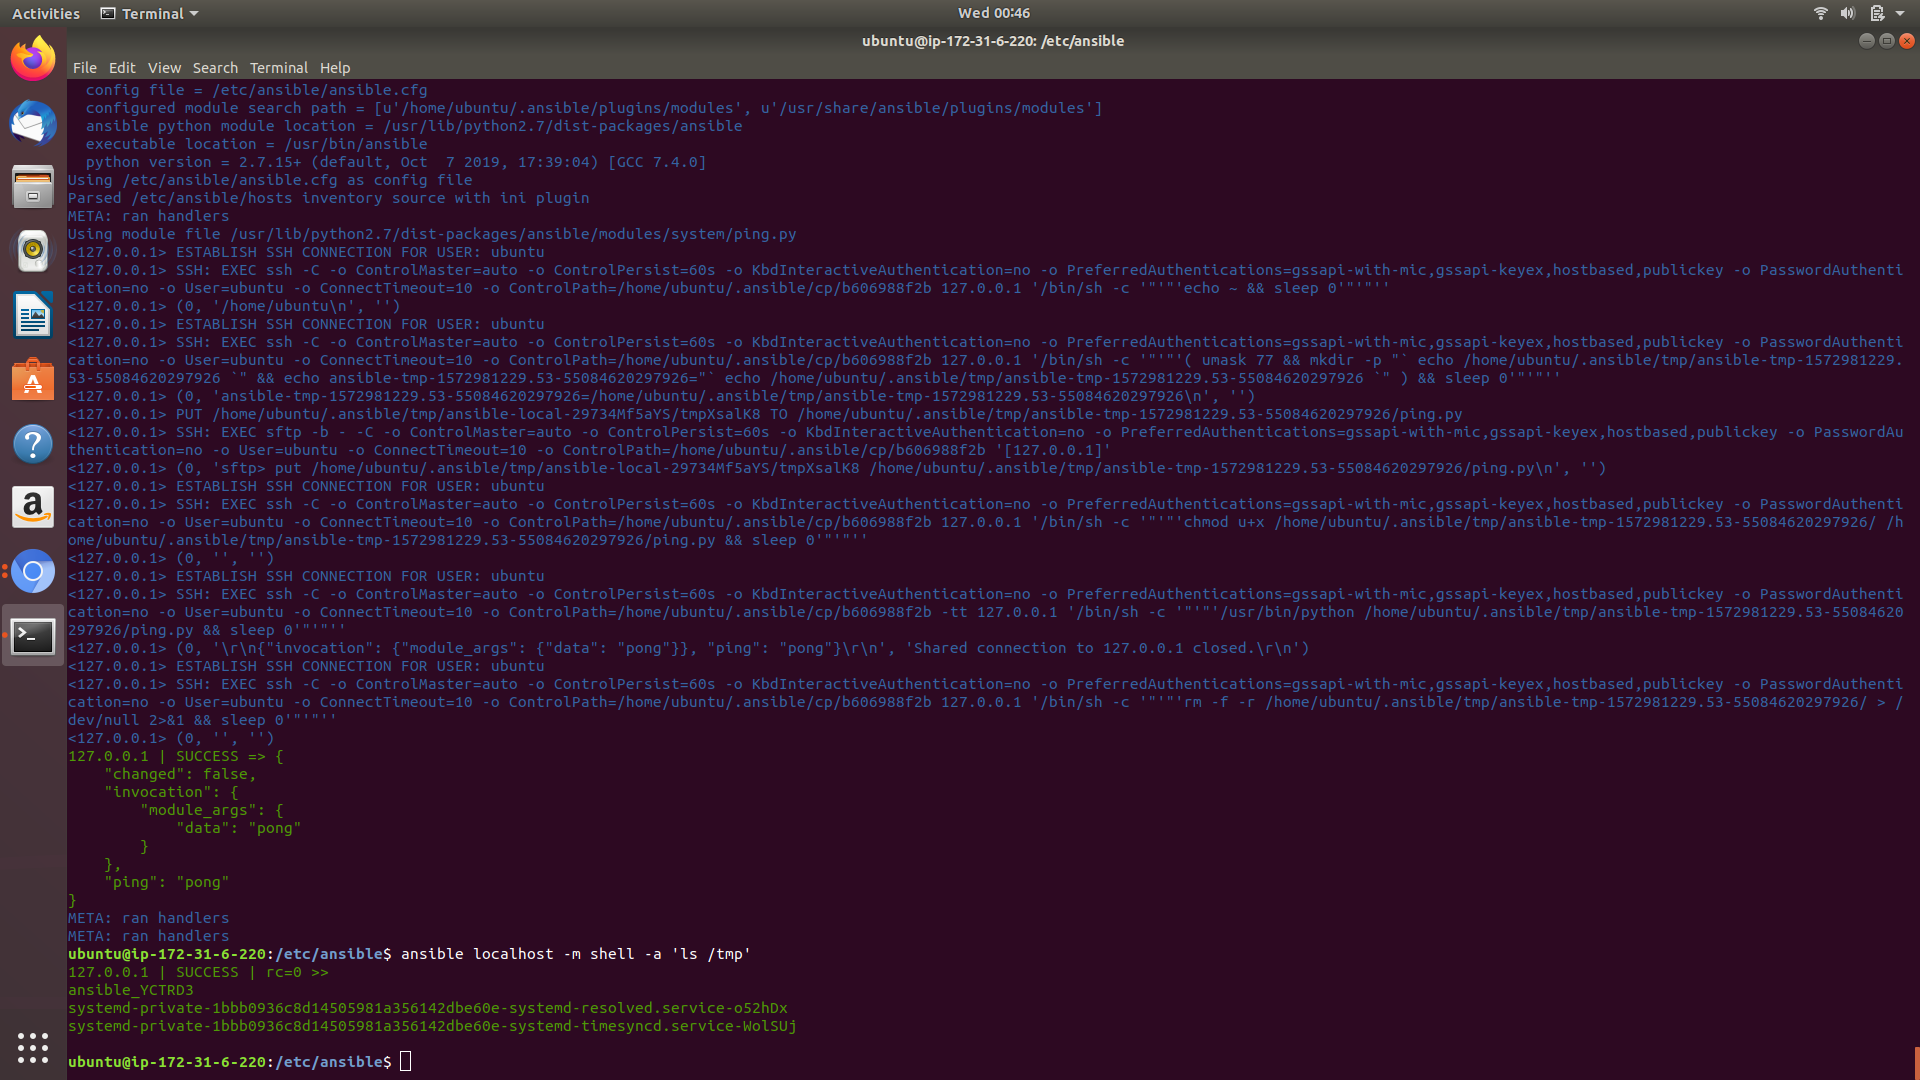 Activities Terminal Wed 00:46
ubuntu@ip-172-31-6-220: /etc/ansible
File Edit View Search Terminal Help
  config file = /etc/ansible/ansible.cfg
  configured module search path = [u'/home/ubuntu/.ansible/plugins/modules', u'/usr/share/ansible/plugins/modules']
  ansible python module location = /usr/lib/python2.7/dist-packages/ansible
  executable location = /usr/bin/ansible
  python version = 2.7.15+ (default, Oct  7 2019, 17:39:04) [GCC 7.4.0]
Using /etc/ansible/ansible.cfg as config file
Parsed /etc/ansible/hosts inventory source with ini plugin
META: ran handlers
Using module file /usr/lib/python2.7/dist-packages/ansible/modules/system/ping.py
<127.0.0.1> ESTABLISH SSH CONNECTION FOR USER: ubuntu
<127.0.0.1> SSH: EXEC ssh -C -o ControlMaster=auto -o ControlPersist=60s -o KbdInteractiveAuthentication=no -o PreferredAuthentications=gssapi-with-mic,gssapi-keyex,hostbased,publickey -o PasswordAuthenti
cation=no -o User=ubuntu -o ConnectTimeout=10 -o ControlPath=/home/ubuntu/.ansible/cp/b606988f2b 127.0.0.1 '/bin/sh -c '"'"'echo ~ && sleep 0'"'"''
<127.0.0.1> (0, '/home/ubuntu\n', '')
<127.0.0.1> ESTABLISH SSH CONNECTION FOR USER: ubuntu
<127.0.0.1> SSH: EXEC ssh -C -o ControlMaster=auto -o ControlPersist=60s -o KbdInteractiveAuthentication=no -o PreferredAuthentications=gssapi-with-mic,gssapi-keyex,hostbased,publickey -o PasswordAuthenti
cation=no -o User=ubuntu -o ConnectTimeout=10 -o ControlPath=/home/ubuntu/.ansible/cp/b606988f2b 127.0.0.1 '/bin/sh -c '"'"'( umask 77 && mkdir -p "` echo /home/ubuntu/.ansible/tmp/ansible-tmp-1572981229.
53-55084620297926 `" && echo ansible-tmp-1572981229.53-55084620297926="` echo /home/ubuntu/.ansible/tmp/ansible-tmp-1572981229.53-55084620297926 `" ) && sleep 0'"'"''
<127.0.0.1> (0, 'ansible-tmp-1572981229.53-55084620297926=/home/ubuntu/.ansible/tmp/ansible-tmp-1572981229.53-55084620297926\n', '')
<127.0.0.1> PUT /home/ubuntu/.ansible/tmp/ansible-local-29734Mf5aYS/tmpXsalK8 TO /home/ubuntu/.ansible/tmp/ansible-tmp-1572981229.53-55084620297926/ping.py
<127.0.0.1> SSH: EXEC sftp -b - -C -o ControlMaster=auto -o ControlPersist=60s -o KbdInteractiveAuthentication=no -o PreferredAuthentications=gssapi-with-mic,gssapi-keyex,hostbased,publickey -o PasswordAu
thentication=no -o User=ubuntu -o ConnectTimeout=10 -o ControlPath=/home/ubuntu/.ansible/cp/b606988f2b '[127.0.0.1]'
<127.0.0.1> (0, 'sftp> put /home/ubuntu/.ansible/tmp/ansible-local-29734Mf5aYS/tmpXsalK8 /home/ubuntu/.ansible/tmp/ansible-tmp-1572981229.53-55084620297926/ping.py\n', '')
<127.0.0.1> ESTABLISH SSH CONNECTION FOR USER: ubuntu
<127.0.0.1> SSH: EXEC ssh -C -o ControlMaster=auto -o ControlPersist=60s -o KbdInteractiveAuthentication=no -o PreferredAuthentications=gssapi-with-mic,gssapi-keyex,hostbased,publickey -o PasswordAuthenti
cation=no -o User=ubuntu -o ConnectTimeout=10 -o ControlPath=/home/ubuntu/.ansible/cp/b606988f2b 127.0.0.1 '/bin/sh -c '"'"'chmod u+x /home/ubuntu/.ansible/tmp/ansible-tmp-1572981229.53-55084620297926/ /h
ome/ubuntu/.ansible/tmp/ansible-tmp-1572981229.53-55084620297926/ping.py && sleep 0'"'"''
<127.0.0.1> (0, '', '')
<127.0.0.1> ESTABLISH SSH CONNECTION FOR USER: ubuntu
<127.0.0.1> SSH: EXEC ssh -C -o ControlMaster=auto -o ControlPersist=60s -o KbdInteractiveAuthentication=no -o PreferredAuthentications=gssapi-with-mic,gssapi-keyex,hostbased,publickey -o PasswordAuthenti
cation=no -o User=ubuntu -o ConnectTimeout=10 -o ControlPath=/home/ubuntu/.ansible/cp/b606988f2b -tt 127.0.0.1 '/bin/sh -c '"'"'/usr/bin/python /home/ubuntu/.ansible/tmp/ansible-tmp-1572981229.53-55084620
297926/ping.py && sleep 0'"'"''
<127.0.0.1> (0, '\r\n{"invocation": {"module_args": {"data": "pong"}}, "ping": "pong"}\r\n', 'Shared connection to 127.0.0.1 closed.\r\n')
<127.0.0.1> ESTABLISH SSH CONNECTION FOR USER: ubuntu
<127.0.0.1> SSH: EXEC ssh -C -o ControlMaster=auto -o ControlPersist=60s -o KbdInteractiveAuthentication=no -o PreferredAuthentications=gssapi-with-mic,gssapi-keyex,hostbased,publickey -o PasswordAuthenti
cation=no -o User=ubuntu -o ConnectTimeout=10 -o ControlPath=/home/ubuntu/.ansible/cp/b606988f2b 127.0.0.1 '/bin/sh -c '"'"'rm -f -r /home/ubuntu/.ansible/tmp/ansible-tmp-1572981229.53-55084620297926/ > /
dev/null 2>&1 && sleep 0'"'"''
<127.0.0.1> (0, '', '')
127.0.0.1 | SUCCESS => {
    "changed": false,
    "invocation": {
        "module_args": {
            "data": "pong"
        }
    },
    "ping": "pong"
}
META: ran handlers
META: ran handlers
ubuntu@ip-172-31-6-220:/etc/ansible$ ansible localhost -m shell -a 'ls /tmp'
127.0.0.1 | SUCCESS | rc=0 >>
ansible_YCTRD3
systemd-private-1bbb0936c8d14505981a356142dbe60e-systemd-resolved.service-o52hDx
systemd-private-1bbb0936c8d14505981a356142dbe60e-systemd-timesyncd.service-WolSUj

ubuntu@ip-172-31-6-220:/etc/ansible$